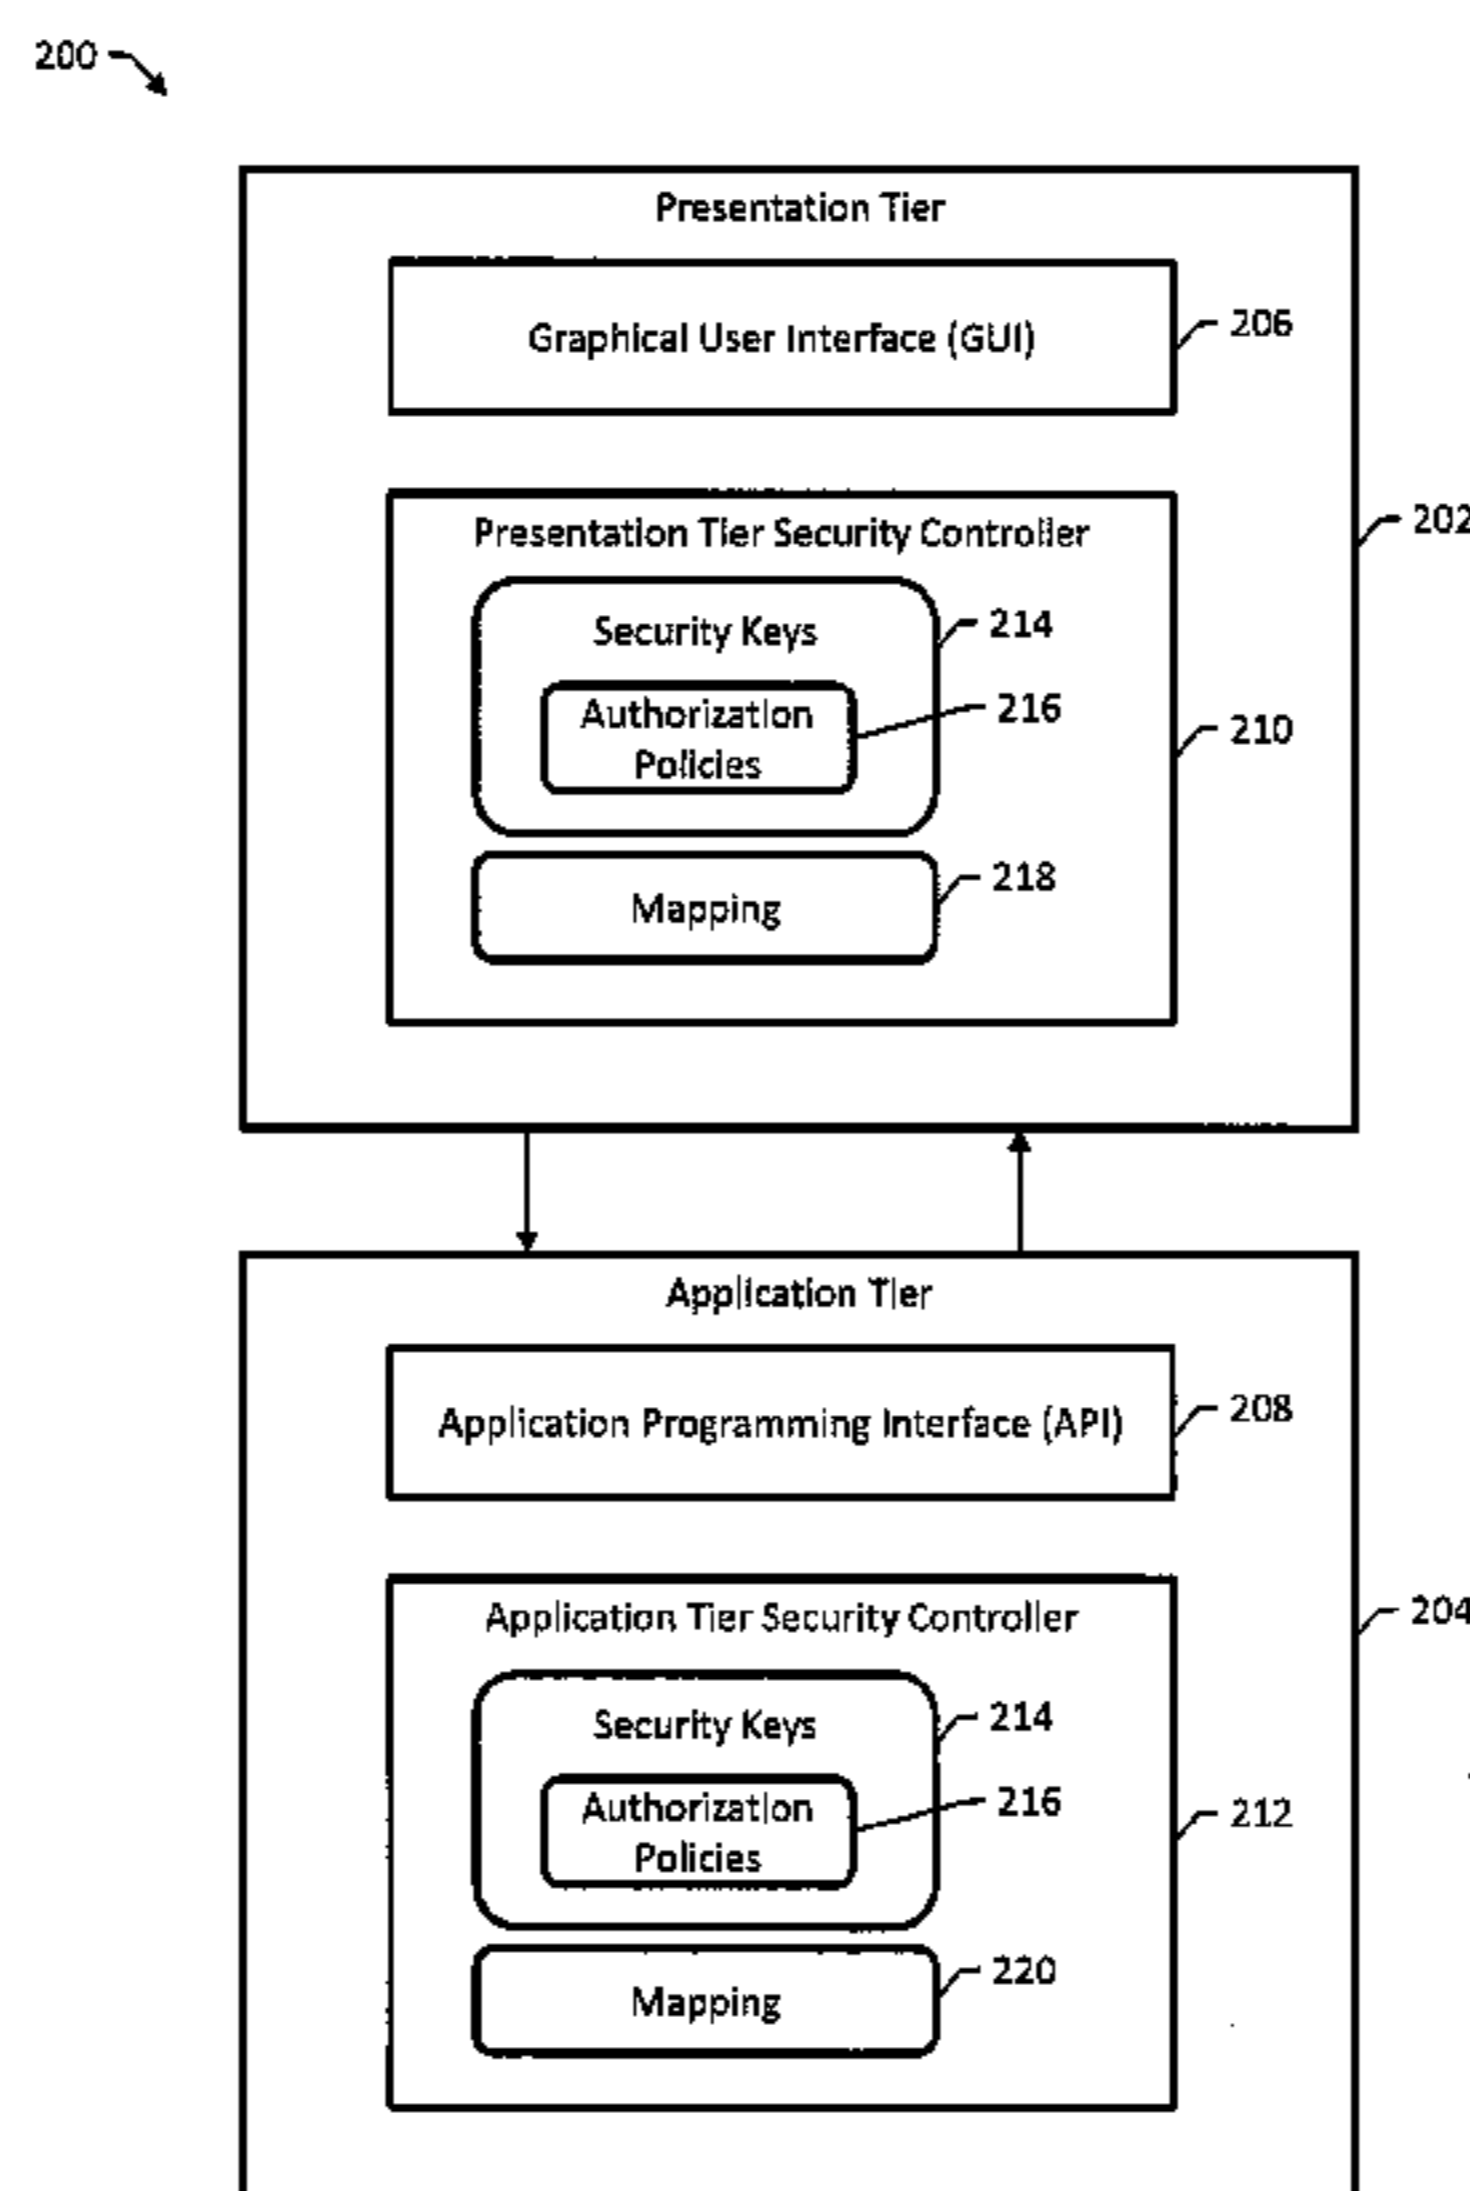 200
Presentation Tier
Graphical User Interface (GUI)
206
202
Presentation Tier Security Controller
Security Keys
214
Authorization
Policies
216
210
Mapping
218
Application Tier
Application Programming Interface (API)
208
204
Application Tier Security Controller
Security Keys
214
Authorization
Policies
216
212
Mapping
220